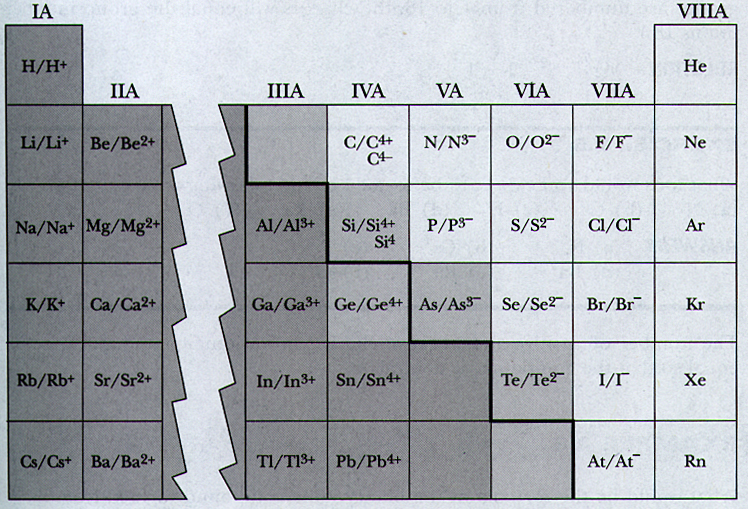 IA
VIIIA
H/H⁺
He
IIA
IIIA
IVA
VA
VIA
VIIA
Li/Li⁺ Be/Be²⁺ C/C⁴⁺ N/N³⁻ O/O²⁻ F/F⁻ Ne
C⁴⁻
Na/Na⁺ Mg/Mg²⁺ Al/Al³⁺ Si/Si⁴⁺ P/P³⁻ S/S²⁻ Cl/Cl⁻ Ar
Si⁴
K/K⁺ Ca/Ca²⁺ Ga/Ga³⁺ Ge/Ge⁴⁺ As/As³⁻ Se/Se²⁻ Br/Br⁻ Kr
Rb/Rb⁺ Sr/Sr²⁺ In/In³⁺ Sn/Sn⁴⁺ Te/Te²⁻ I/I⁻ Xe
Cs/Cs⁺ Ba/Ba²⁺ Tl/Tl³⁺ Pb/Pb⁴⁺ At/At⁻ Rn